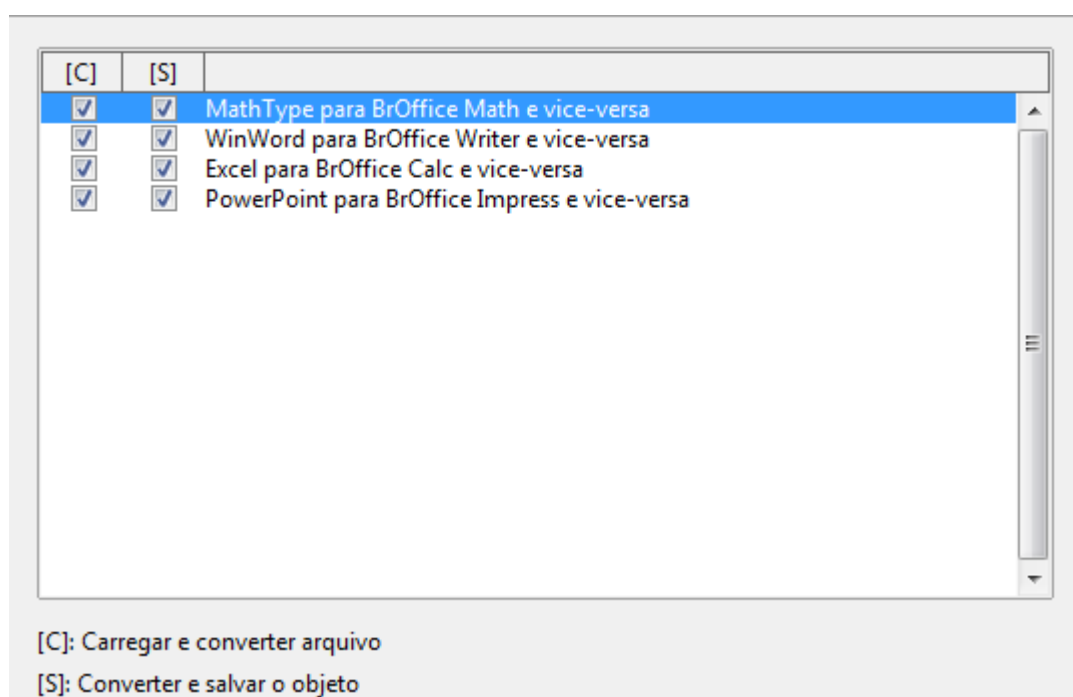 [C] [S]
MathType para BrOffice Math e vice-versa
WinWord para BrOffice Writer e vice-versa
Excel para BrOffice Calc e vice-versa
PowerPoint para BrOffice Impress e vice-versa
[C]: Carregar e converter arquivo
[S]: Converter e salvar o objeto